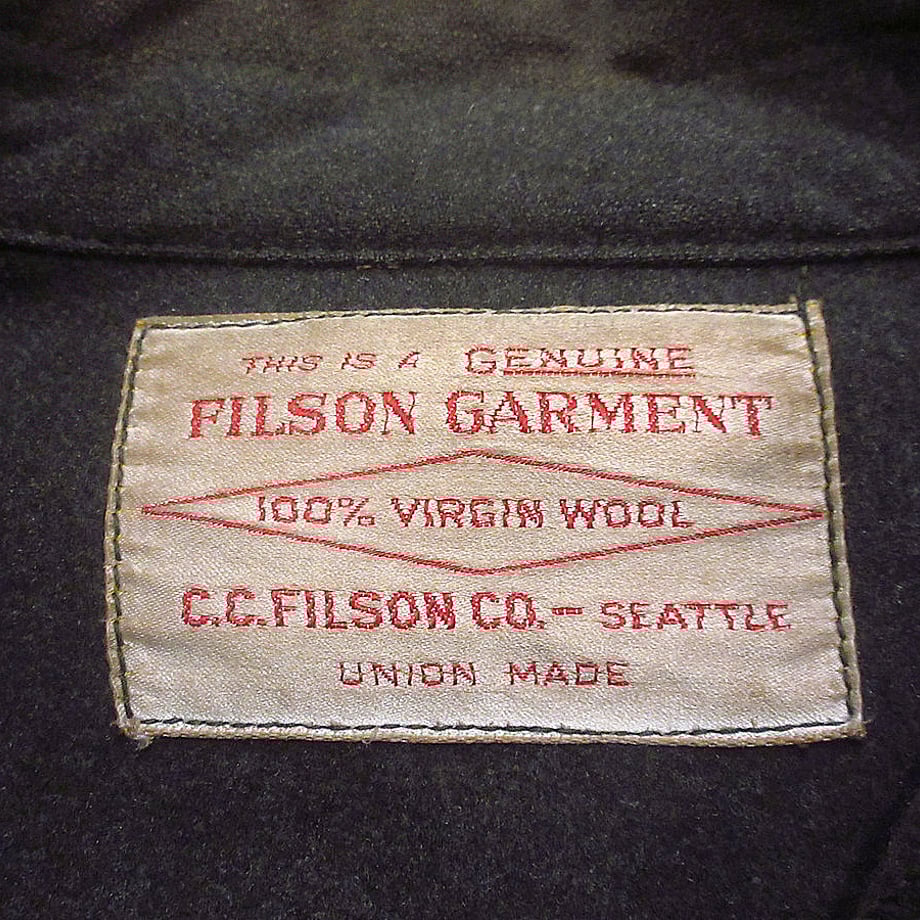 THIS IS A GENUINE
FILSON GARMENT
100% VIRGIN WOOL
C.C. FILSON CO. - SEATTLE
UNION MADE